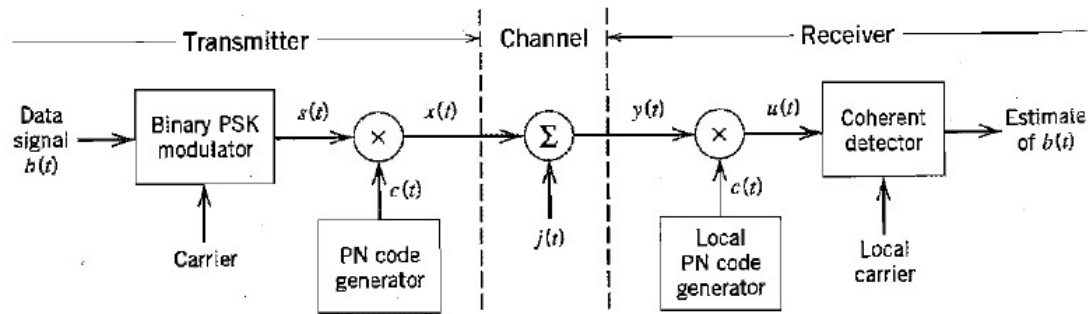 Transmitter
Channel
Receiver
Data
signal
b(t)
Binary PSK
modulator
s(t)
×
x(t)
Σ
y(t)
×
u(t)
Coherent
detector
Estimate
of b(t)
c(t)
j(t)
c(t)
Carrier
PN code
generator
Local
PN code
generator
Local
carrier